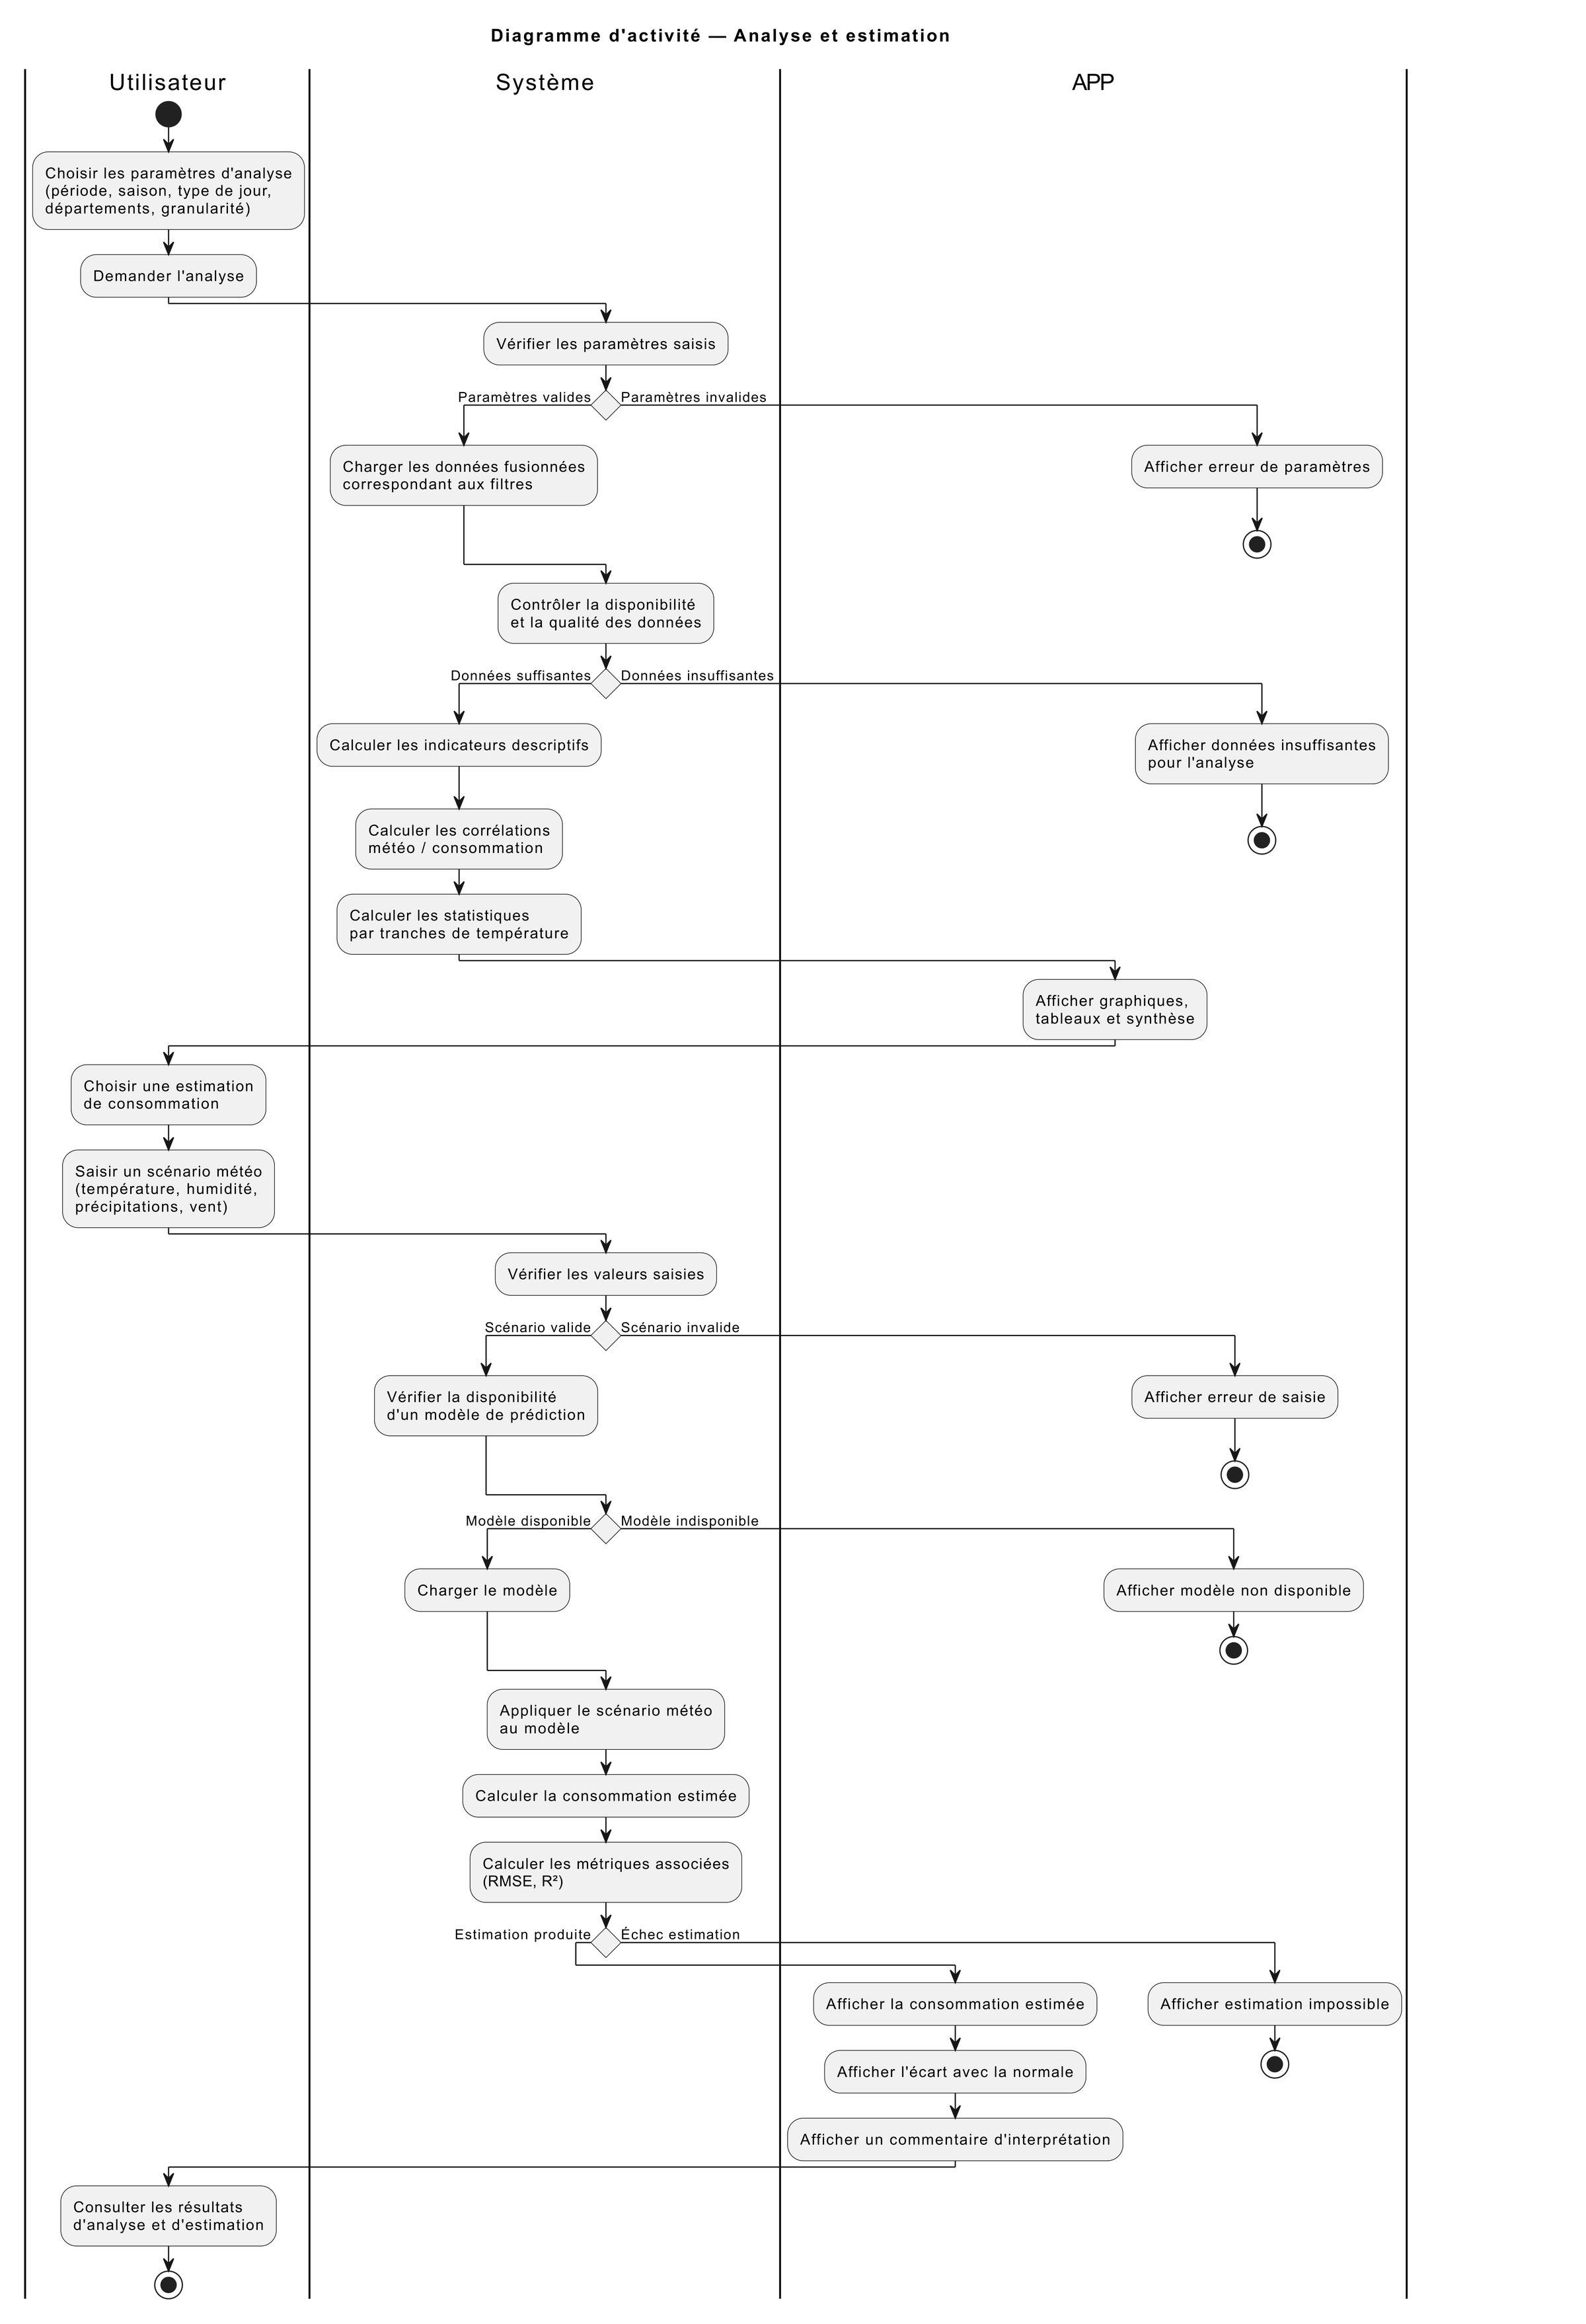 Diagramme d'activité — Analyse et estimation
Utilisateur
Système
APP
Choisir les paramètres d'analyse
(période, saison, type de jour,
départements, granularité)
Demander l'analyse
Vérifier les paramètres saisis
Paramètres valides
Paramètres invalides
Charger les données fusionnées
correspondant aux filtres
Afficher erreur de paramètres
Contrôler la disponibilité
et la qualité des données
Données suffisantes
Données insuffisantes
Calculer les indicateurs descriptifs
Afficher données insuffisantes
pour l'analyse
Calculer les corrélations
météo / consommation
Calculer les statistiques
par tranches de température
Afficher graphiques,
tableaux et synthèse
Choisir une estimation
de consommation
Saisir un scénario météo
(température, humidité,
précipitations, vent)
Vérifier les valeurs saisies
Scénario valide
Scénario invalide
Vérifier la disponibilité
d'un modèle de prédiction
Afficher erreur de saisie
Modèle disponible
Modèle indisponible
Charger le modèle
Afficher modèle non disponible
Appliquer le scénario météo
au modèle
Calculer la consommation estimée
Calculer les métriques associées
(RMSE, R²)
Estimation produite
Échec estimation
Afficher la consommation estimée
Afficher estimation impossible
Afficher l'écart avec la normale
Afficher un commentaire d'interprétation
Consulter les résultats
d'analyse et d'estimation